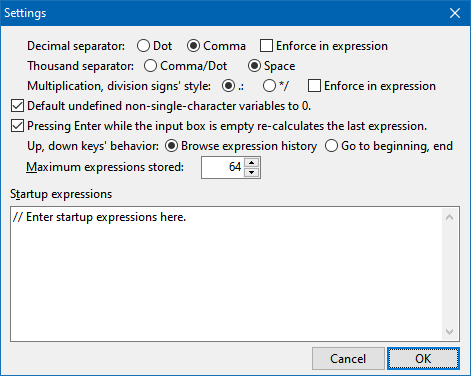 Settings
Decimal separator: Dot Comma Enforce in expression
Thousand separator: Comma/Dot Space
Multiplication, division signs' style: .: */ Enforce in expression
Default undefined non-single-character variables to 0.
Pressing Enter while the input box is empty re-calculates the last expression.
Up, down keys' behavior: Browse expression history Go to beginning, end
Maximum expressions stored: 64
Startup expressions
// Enter startup expressions here.
Cancel OK